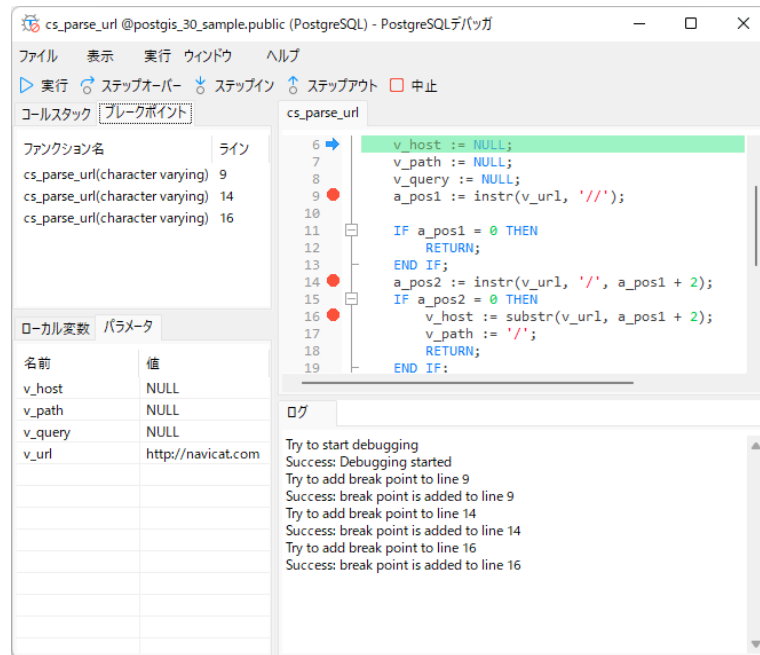 cs_parse_url @postgis_30_sample.public (PostgreSQL) - PostgreSQLデバッガ
ファイル 表示 実行 ウィンドウ ヘルプ
実行 ステップオーバー ステップイン ステップアウト 中止
コールスタック ブレークポイント
ファンクション名 ライン
cs_parse_url(character varying) 9
cs_parse_url(character varying) 14
cs_parse_url(character varying) 16
ローカル変数 パラメータ
名前 値
v_host NULL
v_path NULL
v_query NULL
v_url http://navicat.com
cs_parse_url
6 v_host := NULL;
7 v_path := NULL;
8 v_query := NULL;
9 a_pos1 := instr(v_url, '//');
10
11 IF a_pos1 = 0 THEN
12 RETURN;
13 END IF;
14 a_pos2 := instr(v_url, '/', a_pos1 + 2);
15 IF a_pos2 = 0 THEN
16 v_host := substr(v_url, a_pos1 + 2);
17 v_path := '/';
18 RETURN;
19 END IF;
ログ
Try to start debugging
Success: Debugging started
Try to add break point to line 9
Success: break point is added to line 9
Try to add break point to line 14
Success: break point is added to line 14
Try to add break point to line 16
Success: break point is added to line 16